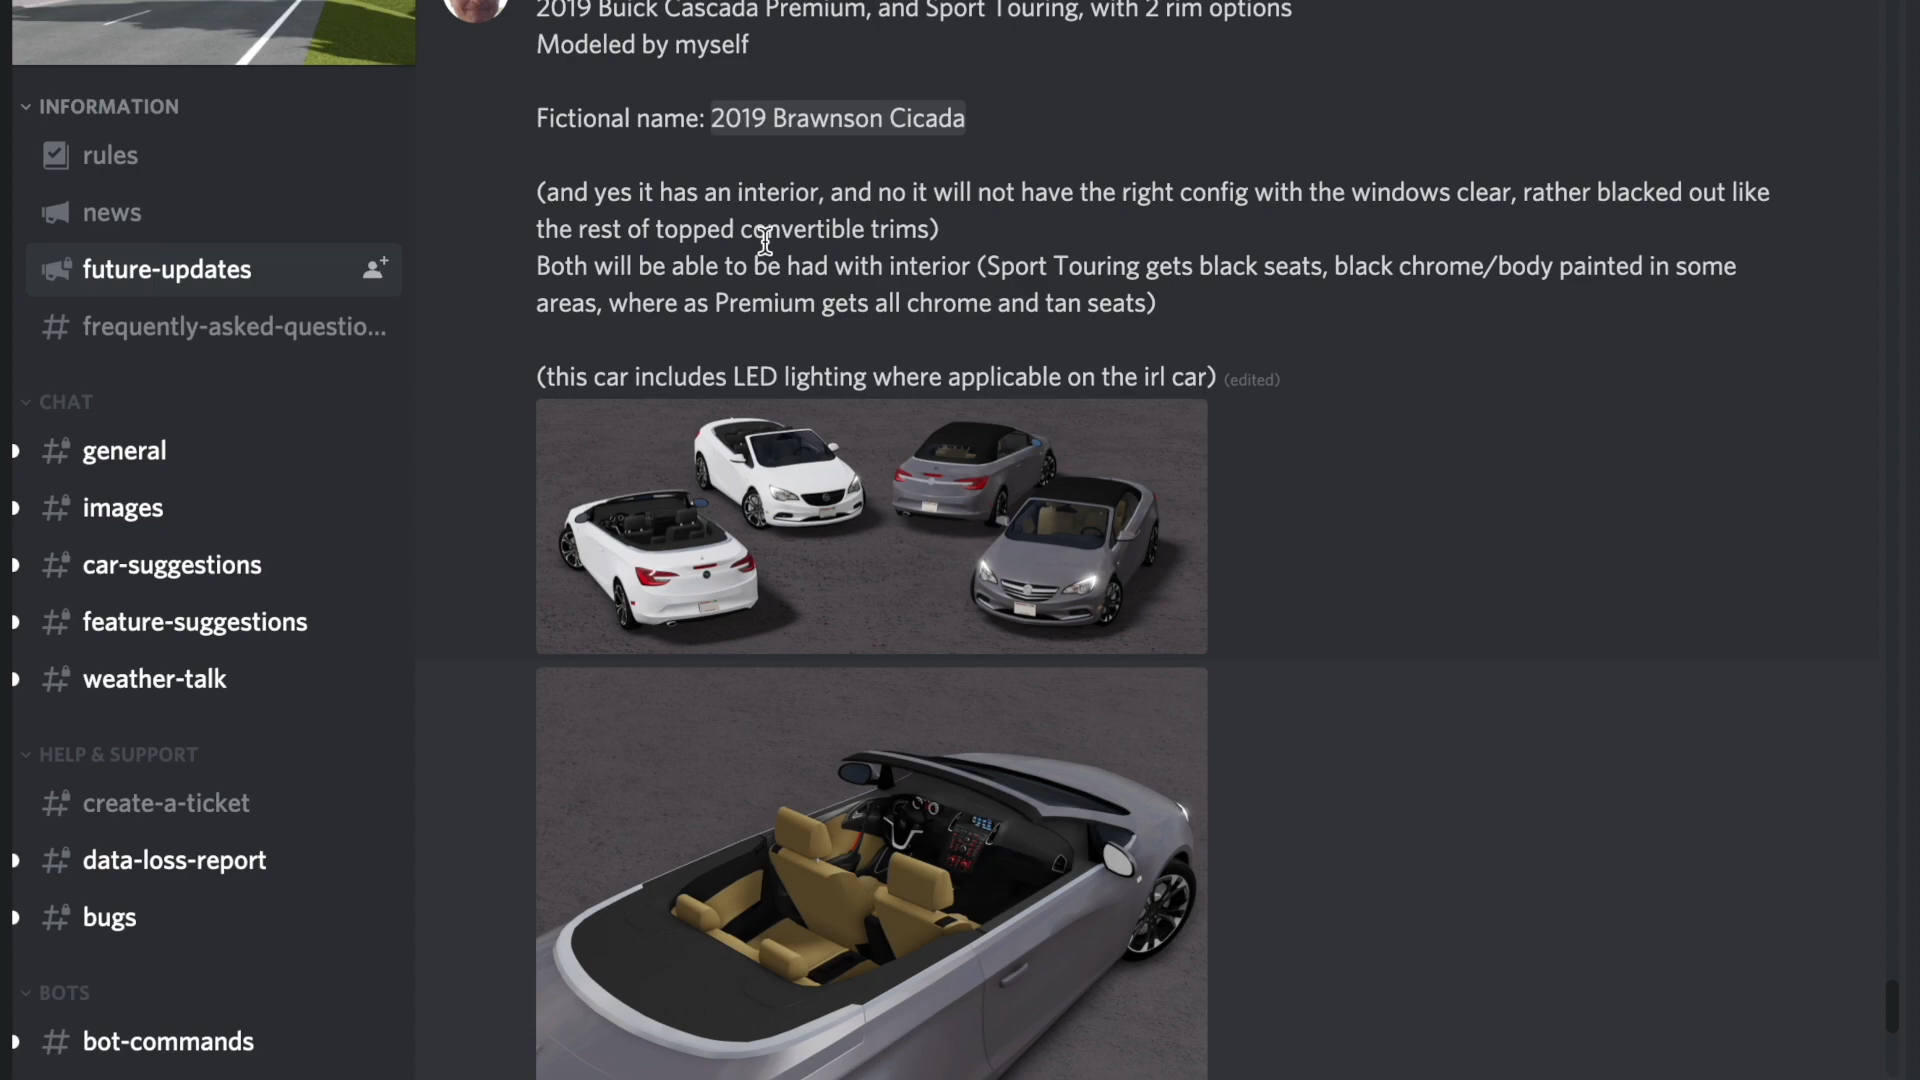 INFORMATION
rules
news
future-updates
frequently-asked-questio...
CHAT
general
images
car-suggestions
feature-suggestions
weather-talk
HELP & SUPPORT
create-a-ticket
data-loss-report
bugs
BOTS
bot-commands
2019 Buick Cascada Premium, and Sport Touring, with 2 rim options
Modeled by myself
Fictional name: 2019 Brawnson Cicada
(and yes it has an interior, and no it will not have the right config with the windows clear, rather blacked out like
the rest of topped convertible trims)
Both will be able to be had with interior (Sport Touring gets black seats, black chrome/body painted in some
areas, where as Premium gets all chrome and tan seats)
(this car includes LED lighting where applicable on the irl car) (edited)